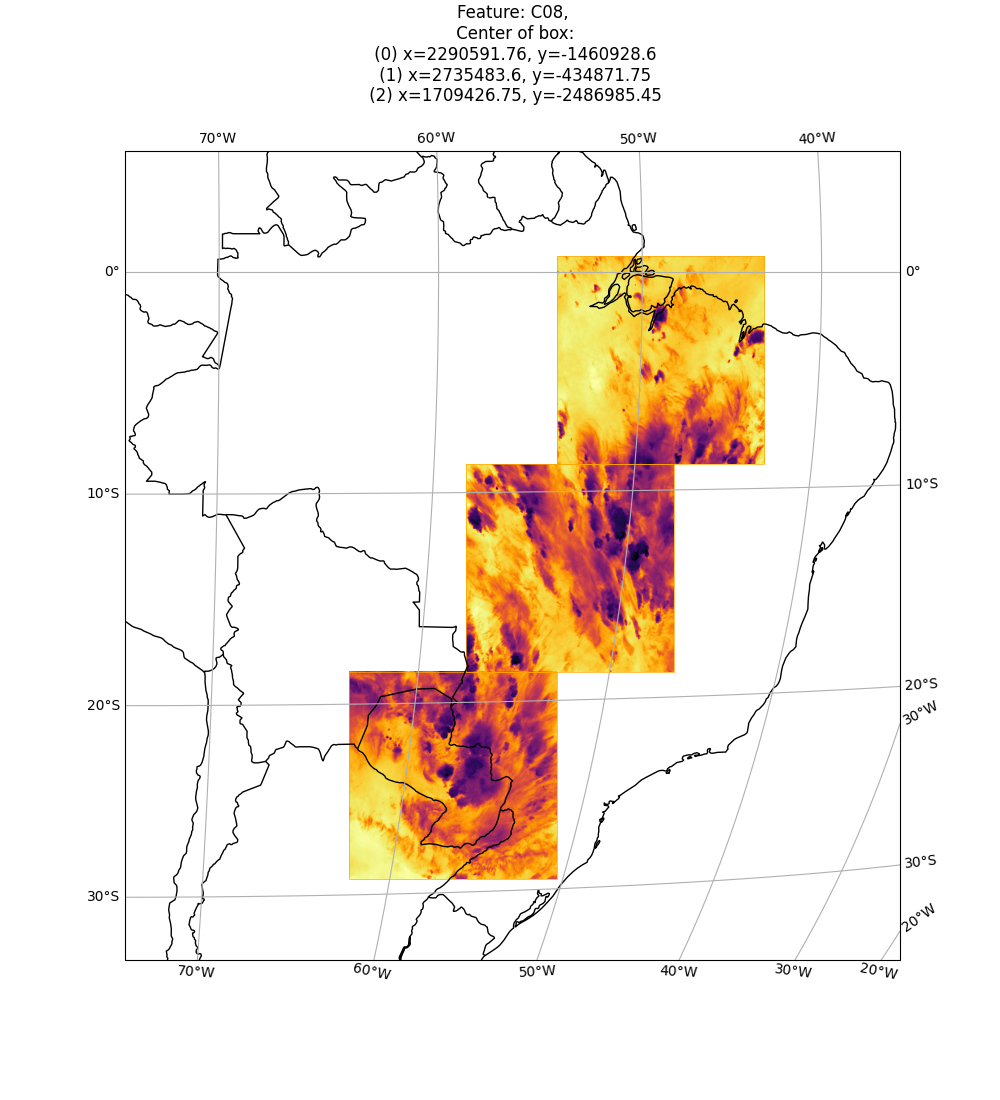 Feature: C08,
Center of box:
(0) x=2290591.76, y=-1460928.6
(1) x=2735483.6, y=-434871.75
(2) x=1709426.75, y=-2486985.45
70°W 60°W 50°W 40°W
0° 0°
10°S 10°S
20°S 20°S
30°W
30°S 30°S
20°W
70°W 60°W 50°W 40°W 30°W 20°W